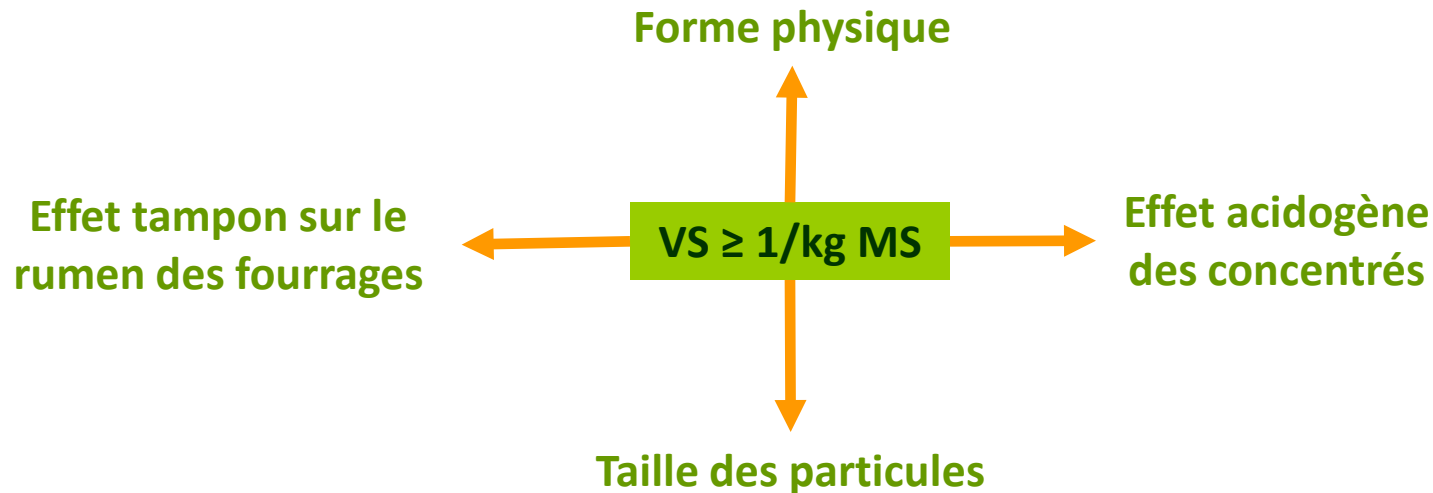 Forme physique
Effet tampon sur le
rumen des fourrages
VS ≥ 1/kg MS
Effet acidogène
des concentrés
Taille des particules